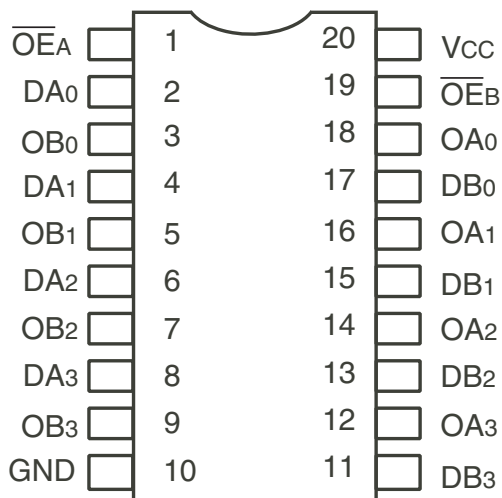 O̅E̅A 1 20 VCC
DA0 2 19 O̅E̅B
OB0 3 18 OA0
DA1 4 17 DB0
OB1 5 16 OA1
DA2 6 15 DB1
OB2 7 14 OA2
DA3 8 13 DB2
OB3 9 12 OA3
GND 10 11 DB3